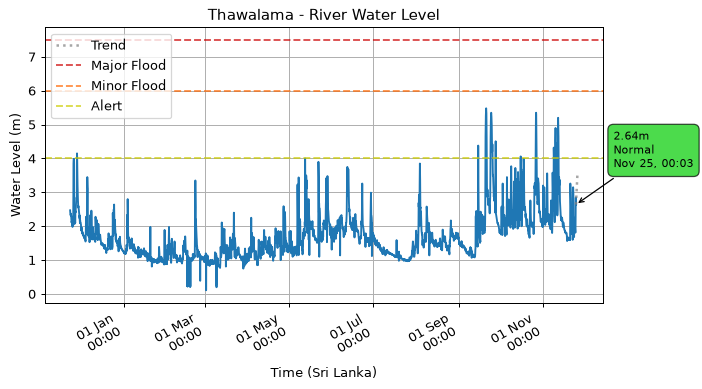 Thawalama - River Water Level
Trend
Major Flood
Minor Flood
Alert
7
6
5
4
3
2
1
0
Water Level (m)
2.64m
Normal
Nov 25, 00:03
01 Jan
00:00
01 Mar
00:00
01 May
00:00
01 Jul
00:00
01 Sep
00:00
01 Nov
00:00
Time (Sri Lanka)